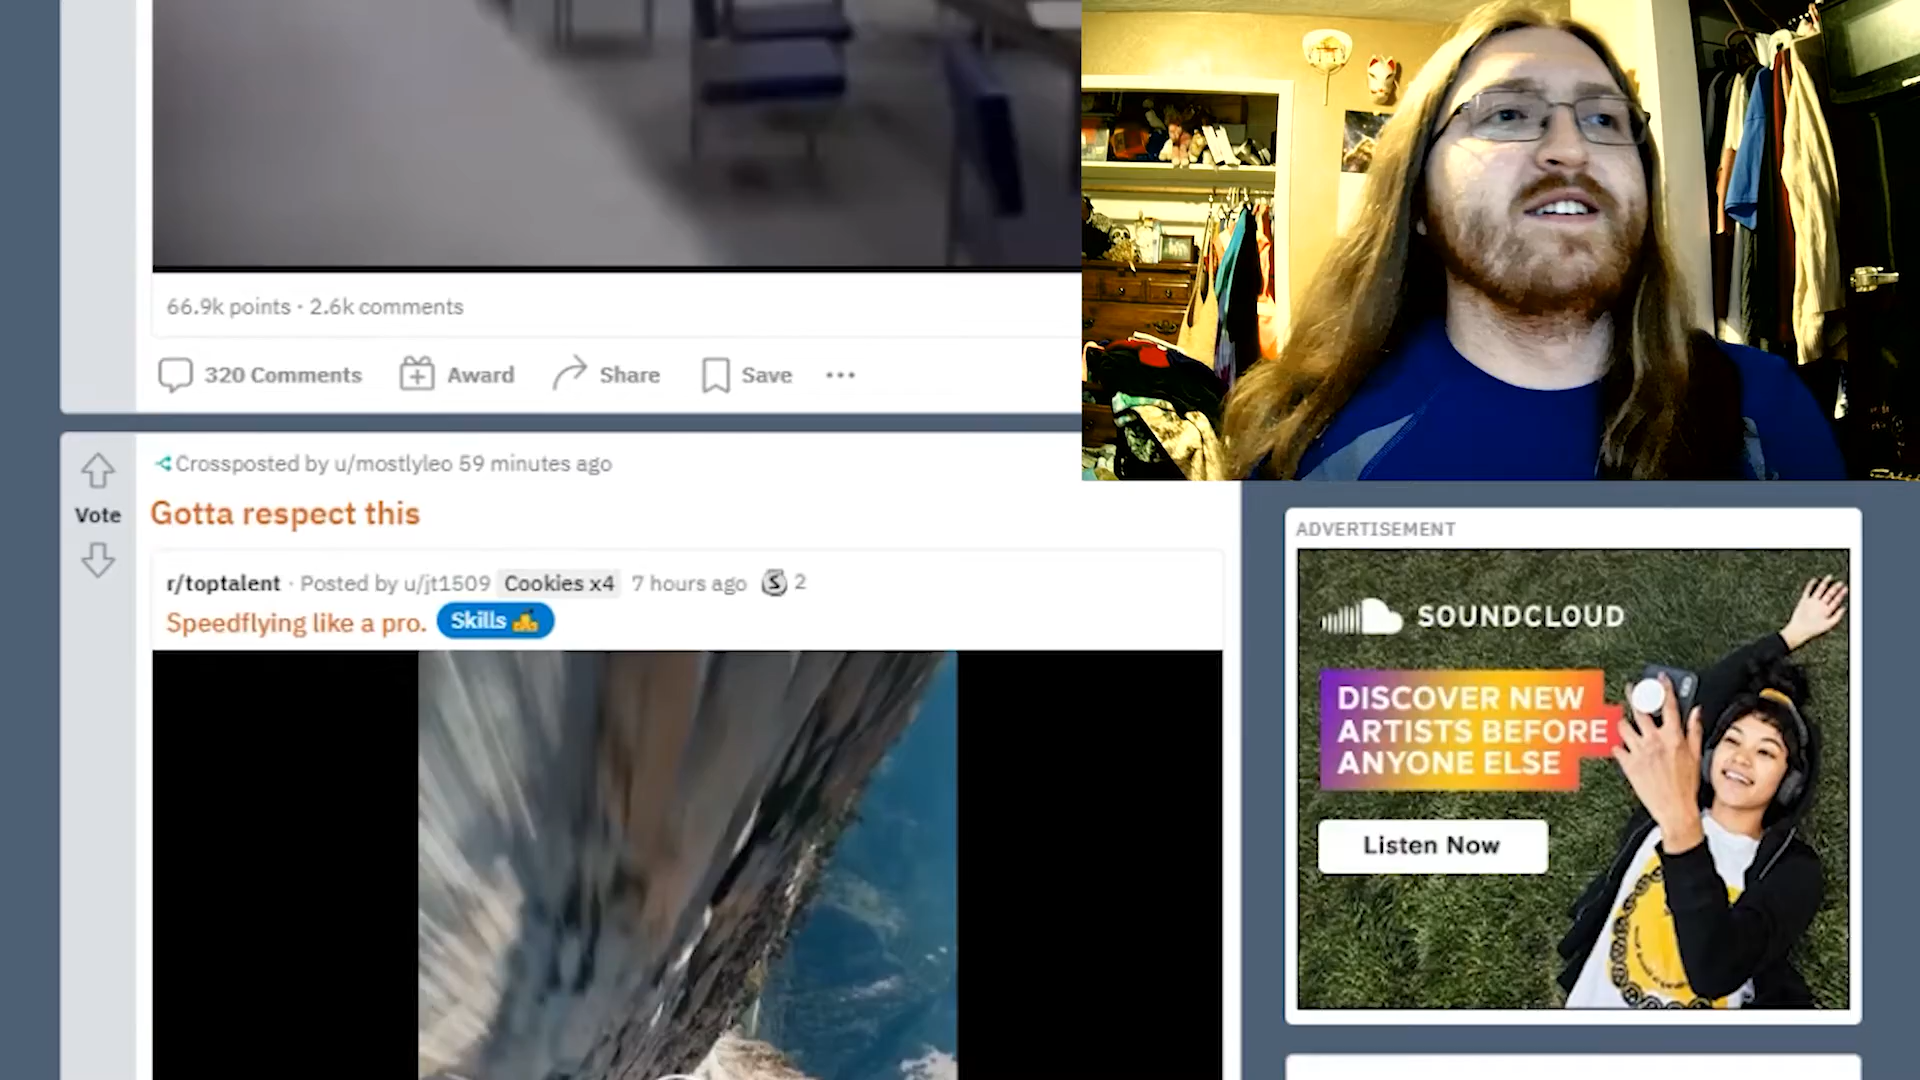 66.9k points · 2.6k comments
320 Comments
Award
Share
Save
Crossposted by u/mostlyleo 59 minutes ago
Vote
Gotta respect this
r/toptalent · Posted by u/jt1509 Cookies x4 7 hours ago S 2
Speedflying like a pro. Skills
ADVERTISEMENT
SOUNDCLOUD
DISCOVER NEW
ARTISTS BEFORE
ANYONE ELSE
Listen Now